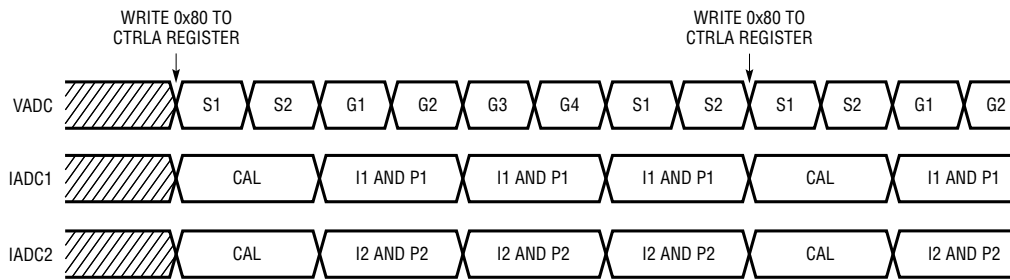 WRITE 0x80 TO
CTRLA REGISTER
WRITE 0x80 TO
CTRLA REGISTER
VADC S1 S2 G1 G2 G3 G4 S1 S2 S1 S2 G1 G2
IADC1 CAL I1 AND P1 I1 AND P1 I1 AND P1 CAL I1 AND P1
IADC2 CAL I2 AND P2 I2 AND P2 I2 AND P2 CAL I2 AND P2